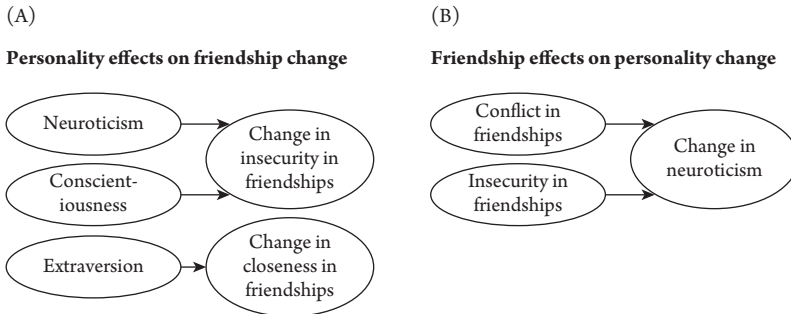 (A)
Personality effects on friendship change
Neuroticism
Conscient-
iousness
Extraversion
Change in
insecurity in
friendships
Change in
closeness in
friendships
(B)
Friendship effects on personality change
Conflict in
friendships
Insecurity in
friendships
Change in
neuroticism